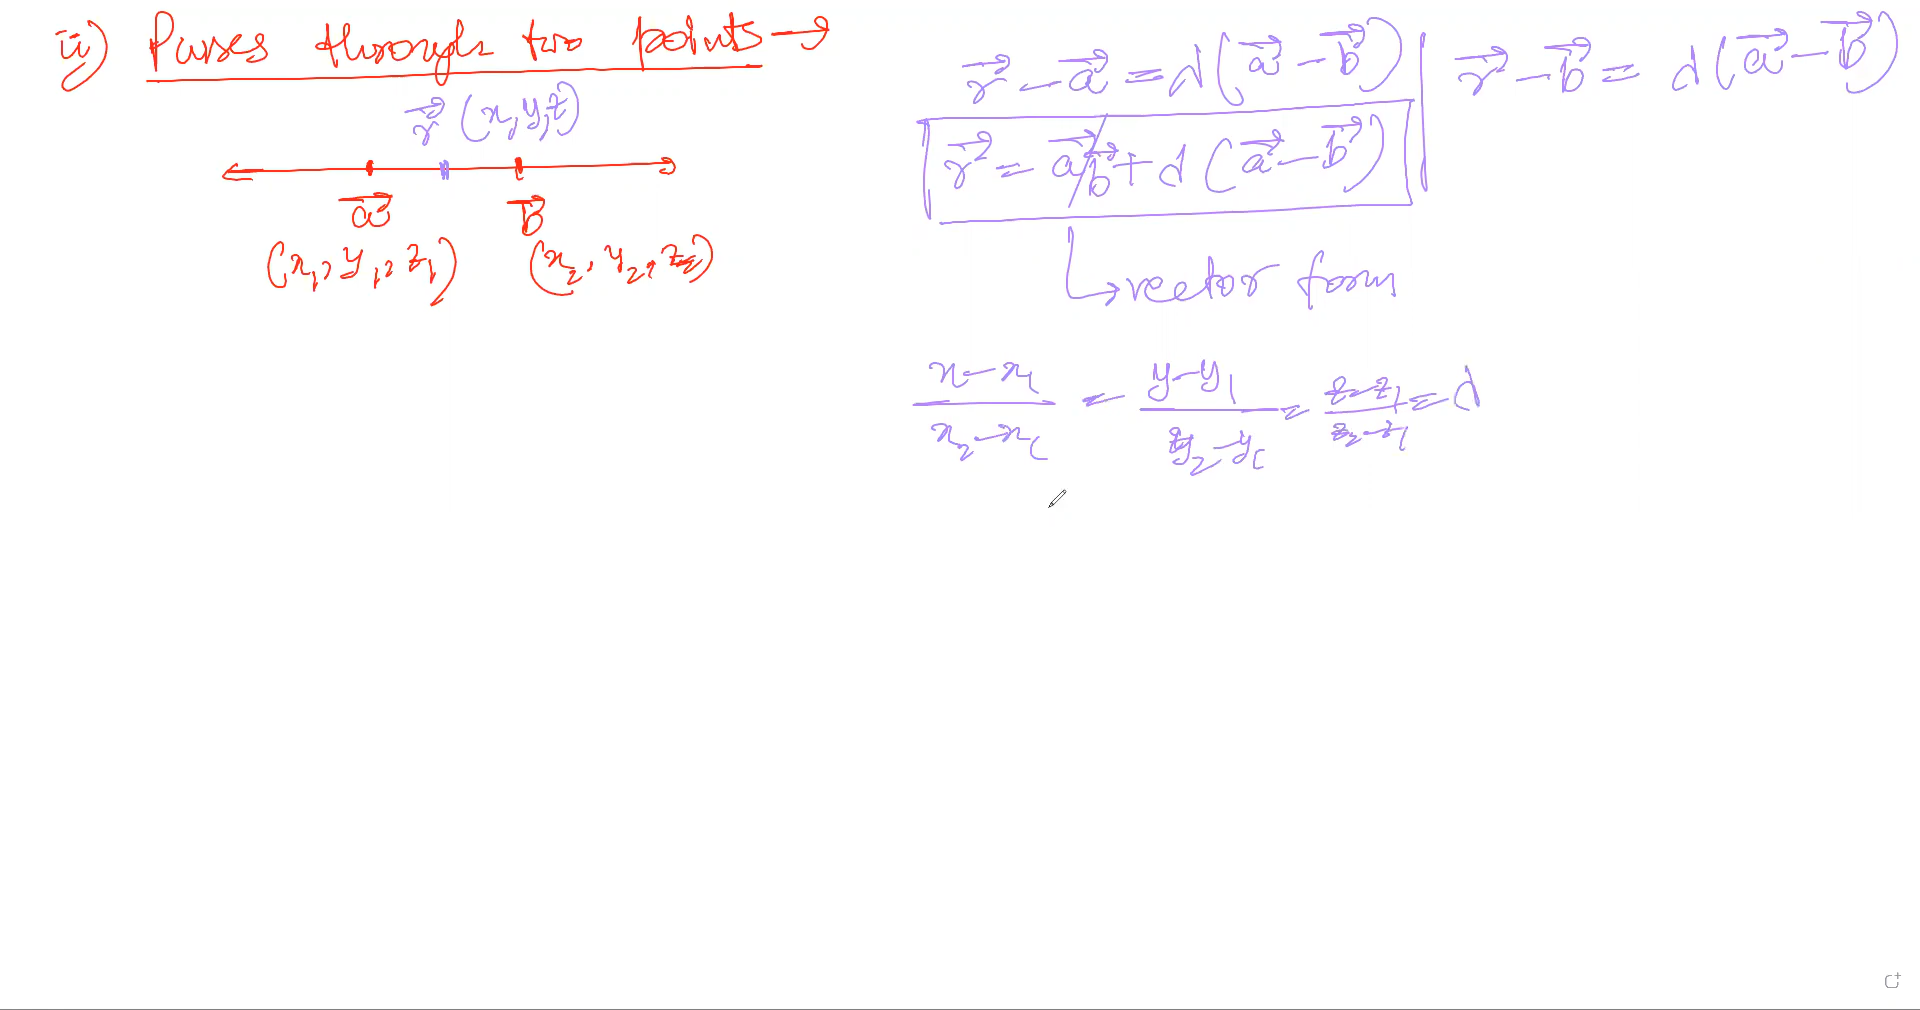 ii) Passes through two points →
r⃗ (x, y, z)
a⃗ b⃗
(x₁, y₁, z₁) (x₂, y₂, z₂)
r⃗ - a⃗ = d(a⃗ - b⃗) | r⃗ - b⃗ = d(a⃗ - b⃗)
r⃗ = a⃗/b⃗ + d(a⃗ - b⃗)
↳ vector form
(x - x₁)/(x₂ - x₁) = (y - y₁)/(y₂ - y₁) = (z - z₁)/(z₂ - z₁) = d